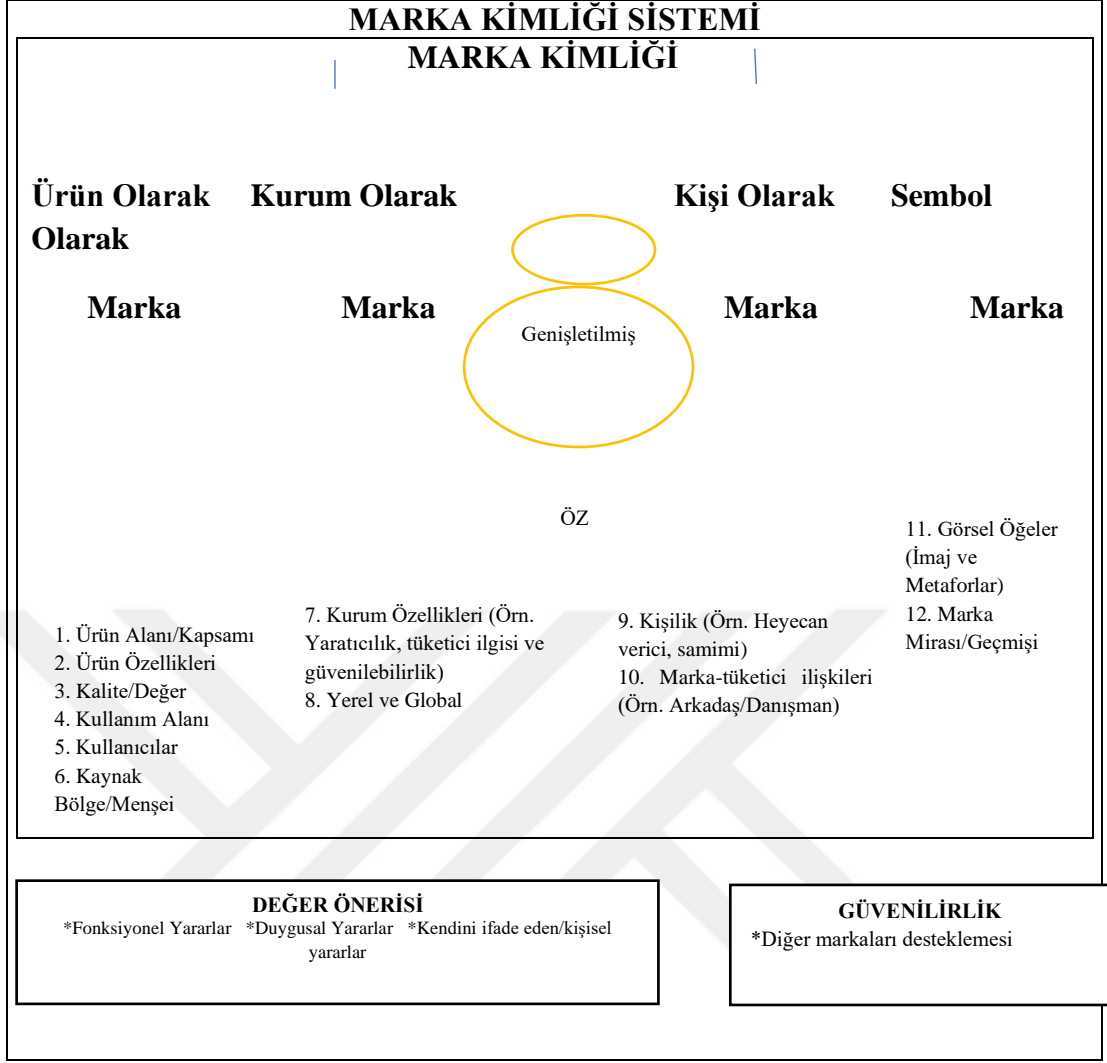 MARKA KİMLİĞİ SİSTEMİ
MARKA KİMLİĞİ
Ürün Olarak Kurum Olarak Kişi Olarak Sembol
Olarak
Marka Marka Marka Marka
Genişletilmiş
ÖZ
1. Ürün Alanı/Kapsamı
2. Ürün Özellikleri
3. Kalite/Değer
4. Kullanım Alanı
5. Kullanıcılar
6. Kaynak
Bölge/Menşei
7. Kurum Özellikleri (Örn.
Yaratıcılık, tüketici ilgisi ve
güvenilebilirlik)
8. Yerel ve Global
9. Kişilik (Örn. Heyecan
verici, samimi)
10. Marka-tüketici ilişkileri
(Örn. Arkadaş/Danışman)
11. Görsel Öğeler
(İmaj ve
Metaforlar)
12. Marka
Mirası/Geçmişi
DEĞER ÖNERİSİ
*Fonksiyonel Yararlar *Duygusal Yararlar *Kendini ifade eden/kişisel
yararlar
GÜVENİLİRLİK
*Diğer markaları desteklemesi